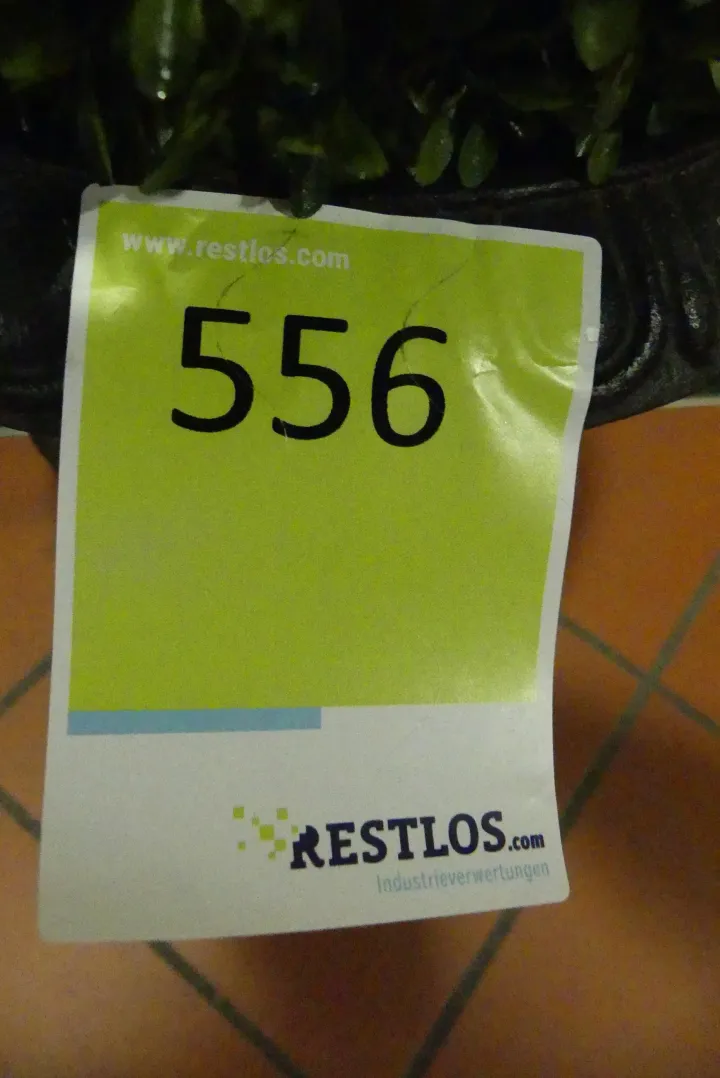 www.restlos.com
556
RESTLOS.com
Industrieverwertungen